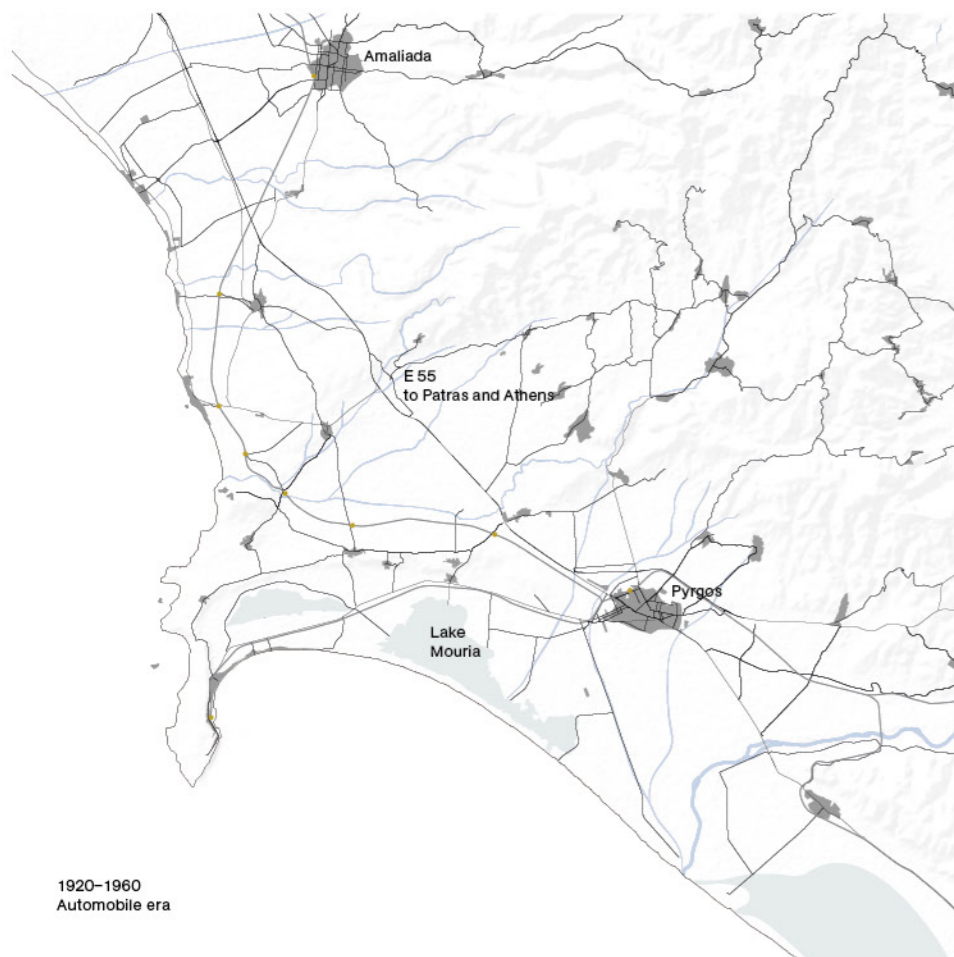 Amaliada
E 55
to Patras and Athens
Pyrgos
Lake
Mouria
1920–1960
Automobile era